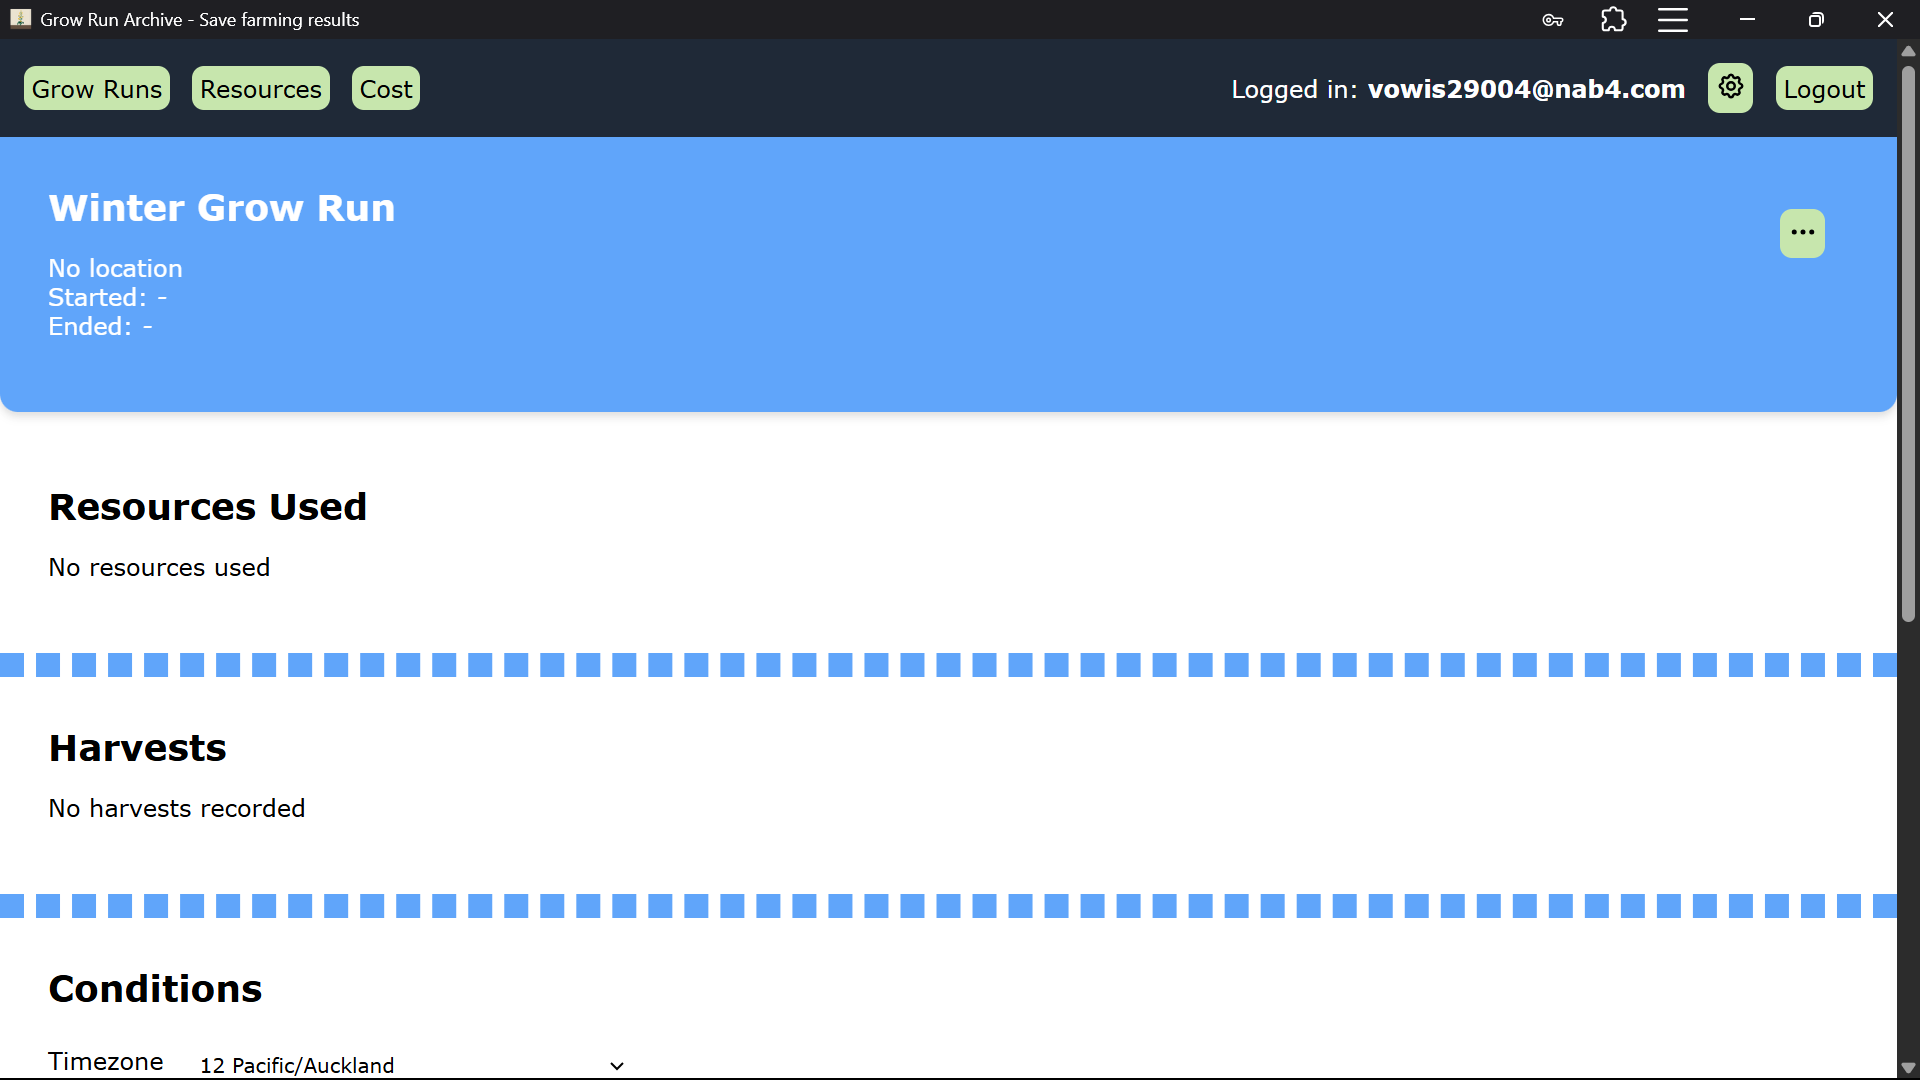 Grow Run Archive - Save farming results
Grow Runs Resources Cost Logged in: vowis29004@nab4.com Logout
Winter Grow Run
No location
Started: -
Ended: -
Resources Used
No resources used
Harvests
No harvests recorded
Conditions
Timezone 12 Pacific/Auckland